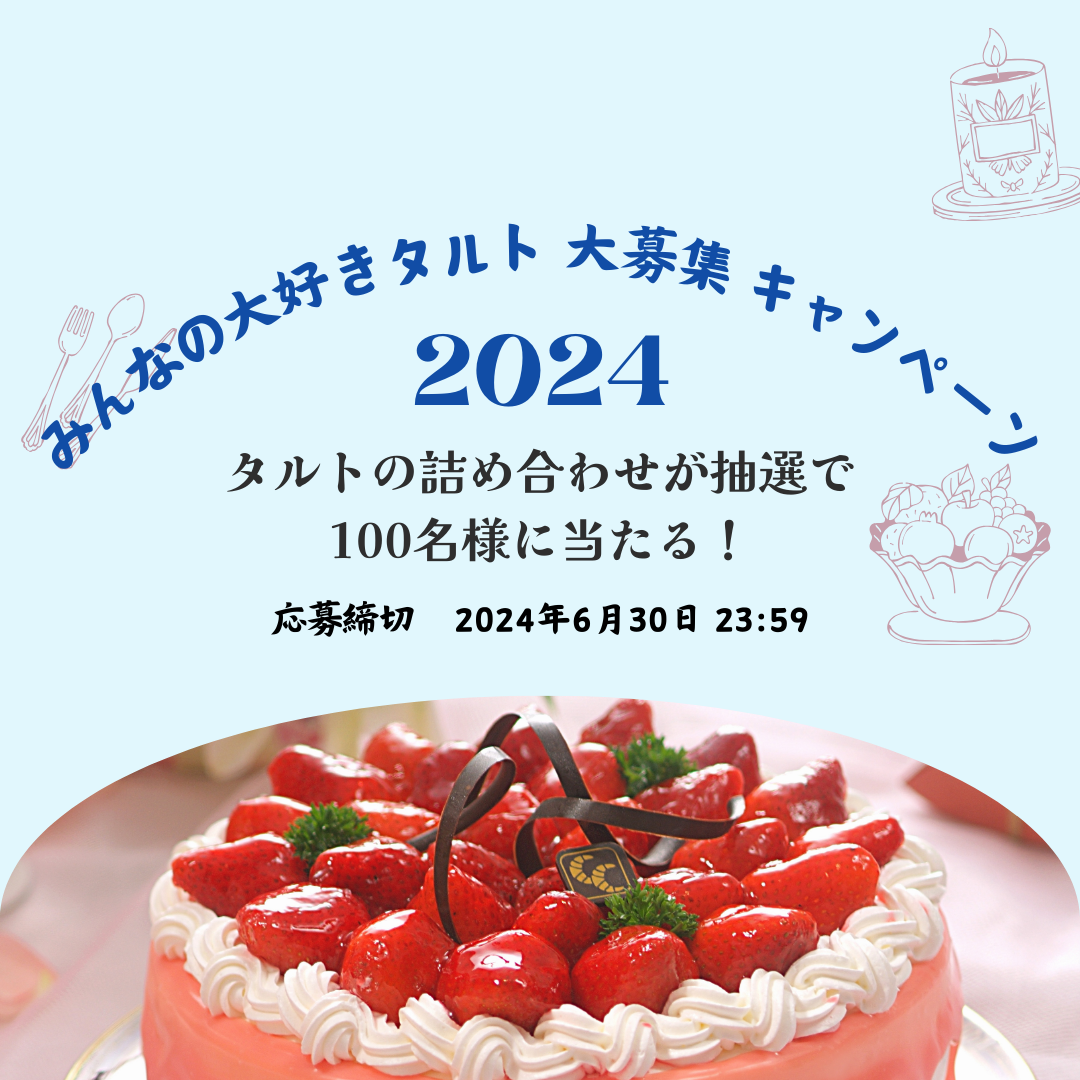 みんなの大好きタルト 大募集 キャンペーン
2024
タルトの詰め合わせが抽選で
100名様に当たる！
応募締切　2024年6月30日 23:59